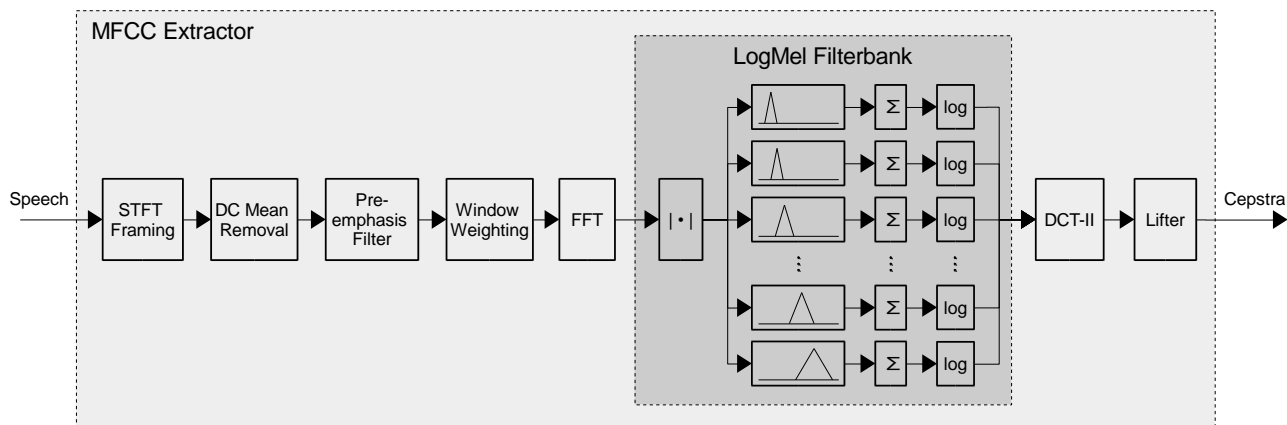 MFCC Extractor
LogMel Filterbank
Σ
log
Σ
log
Speech
STFT
Framing
DC Mean
Removal
Pre-
emphasis
Filter
Window
Weighting
FFT
|•|
Σ
log
DCT-II
Lifter
Cepstra
...
...
...
Σ
log
Σ
log